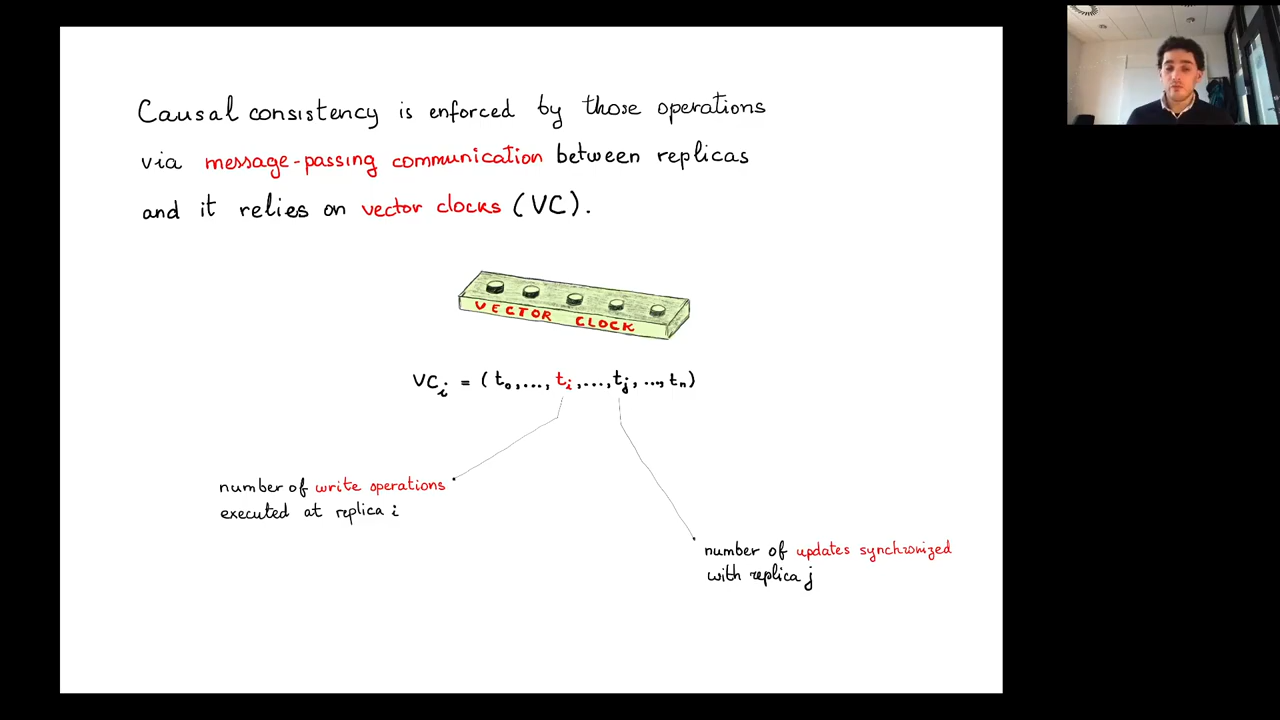 Causal consistency is enforced by those operations
via message-passing communication between replicas
and it relies on vector clocks (VC).
VECTOR CLOCK
VCi = (t0,..., ti,..., tj, ..., tn)
number of write operations
executed at replica i
number of updates synchronized
with replica j